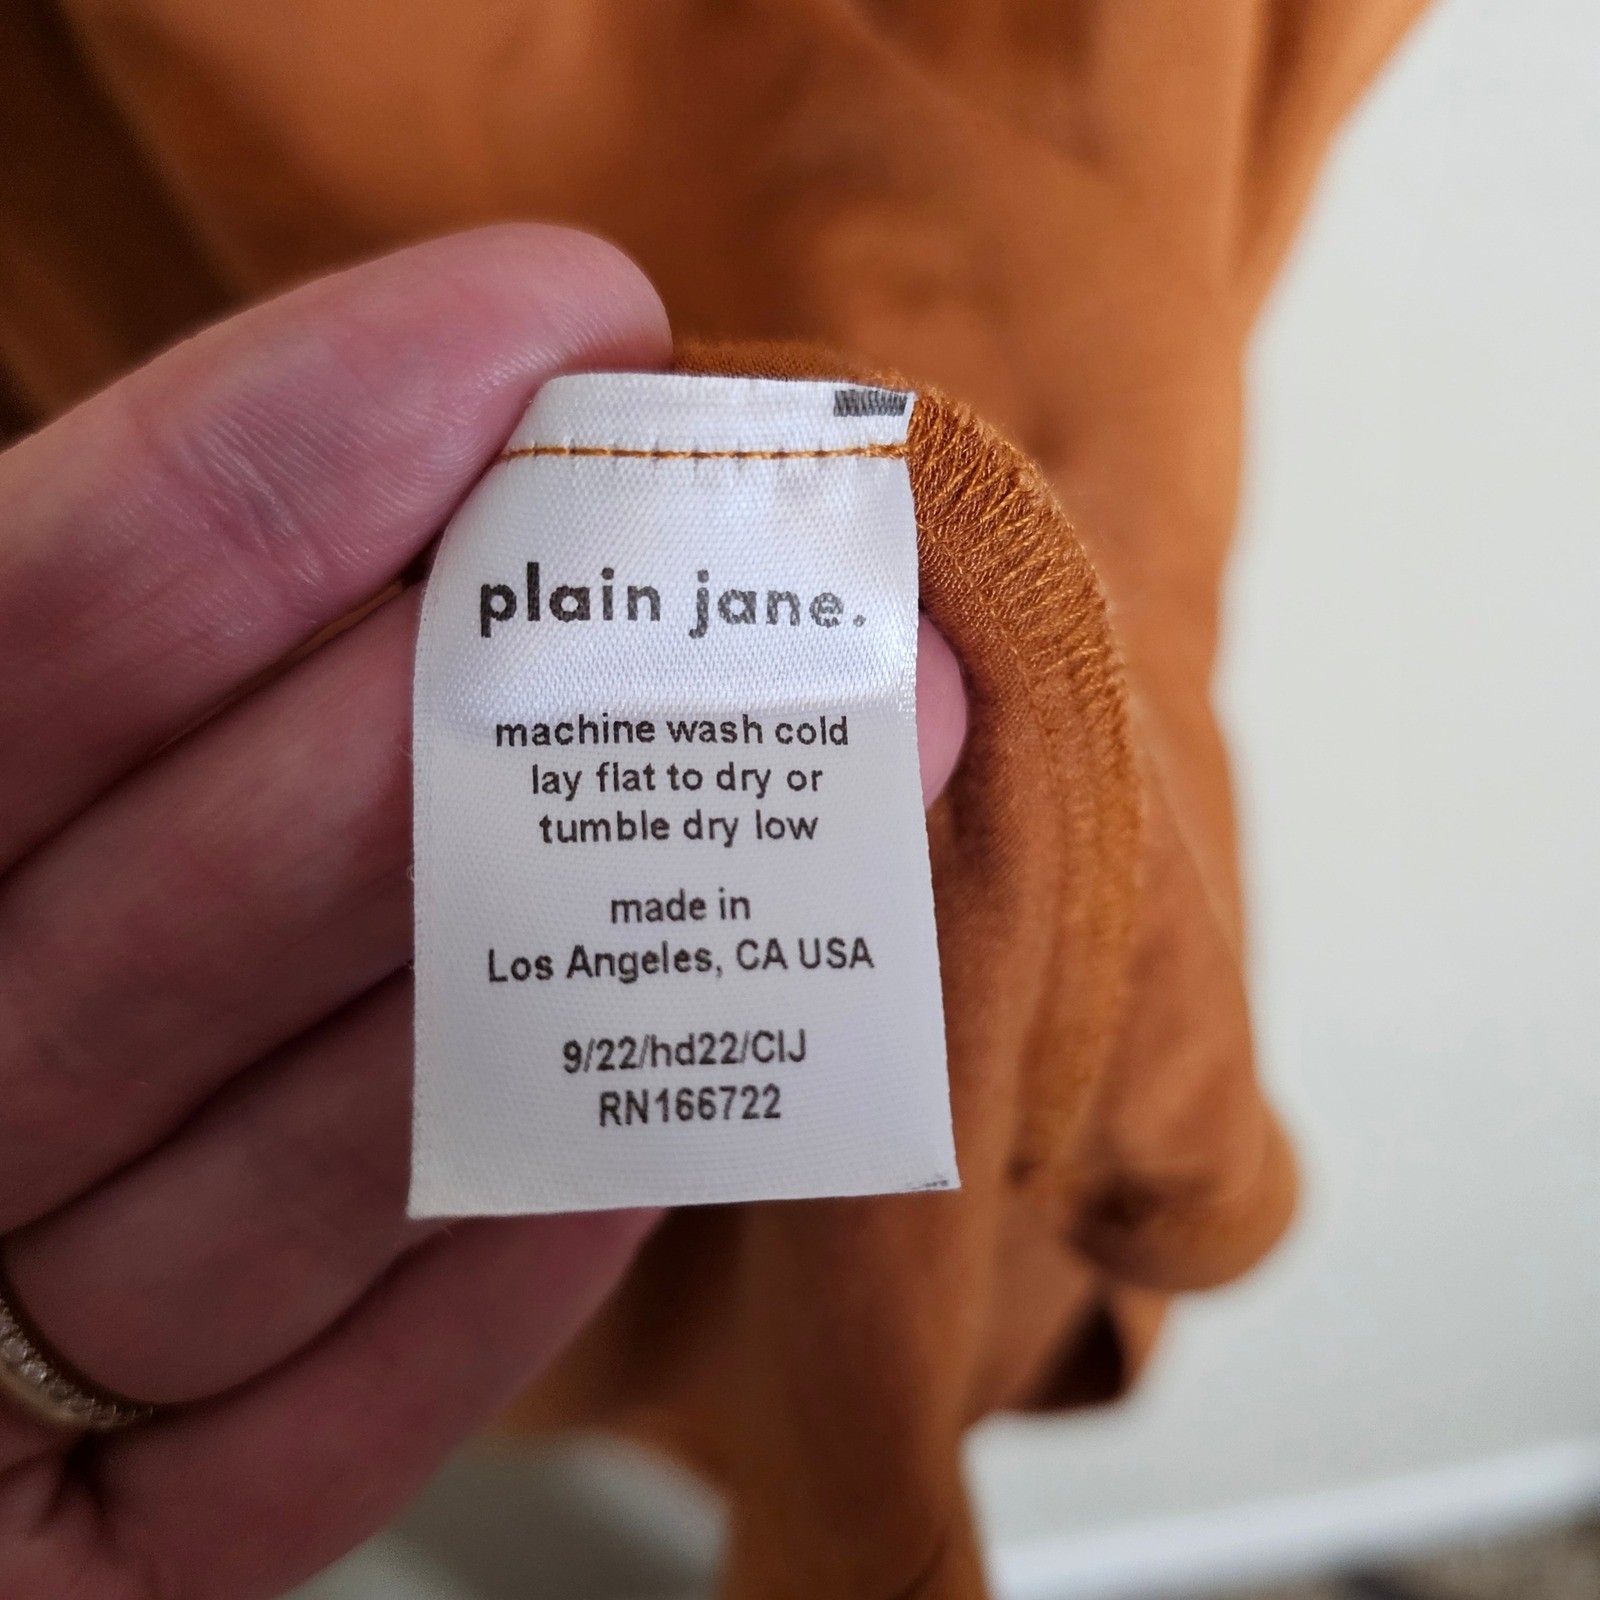 plain jane.
machine wash cold
lay flat to dry or
tumble dry low
made in
Los Angeles, CA USA
9/22/hd22/CIJ
RN166722